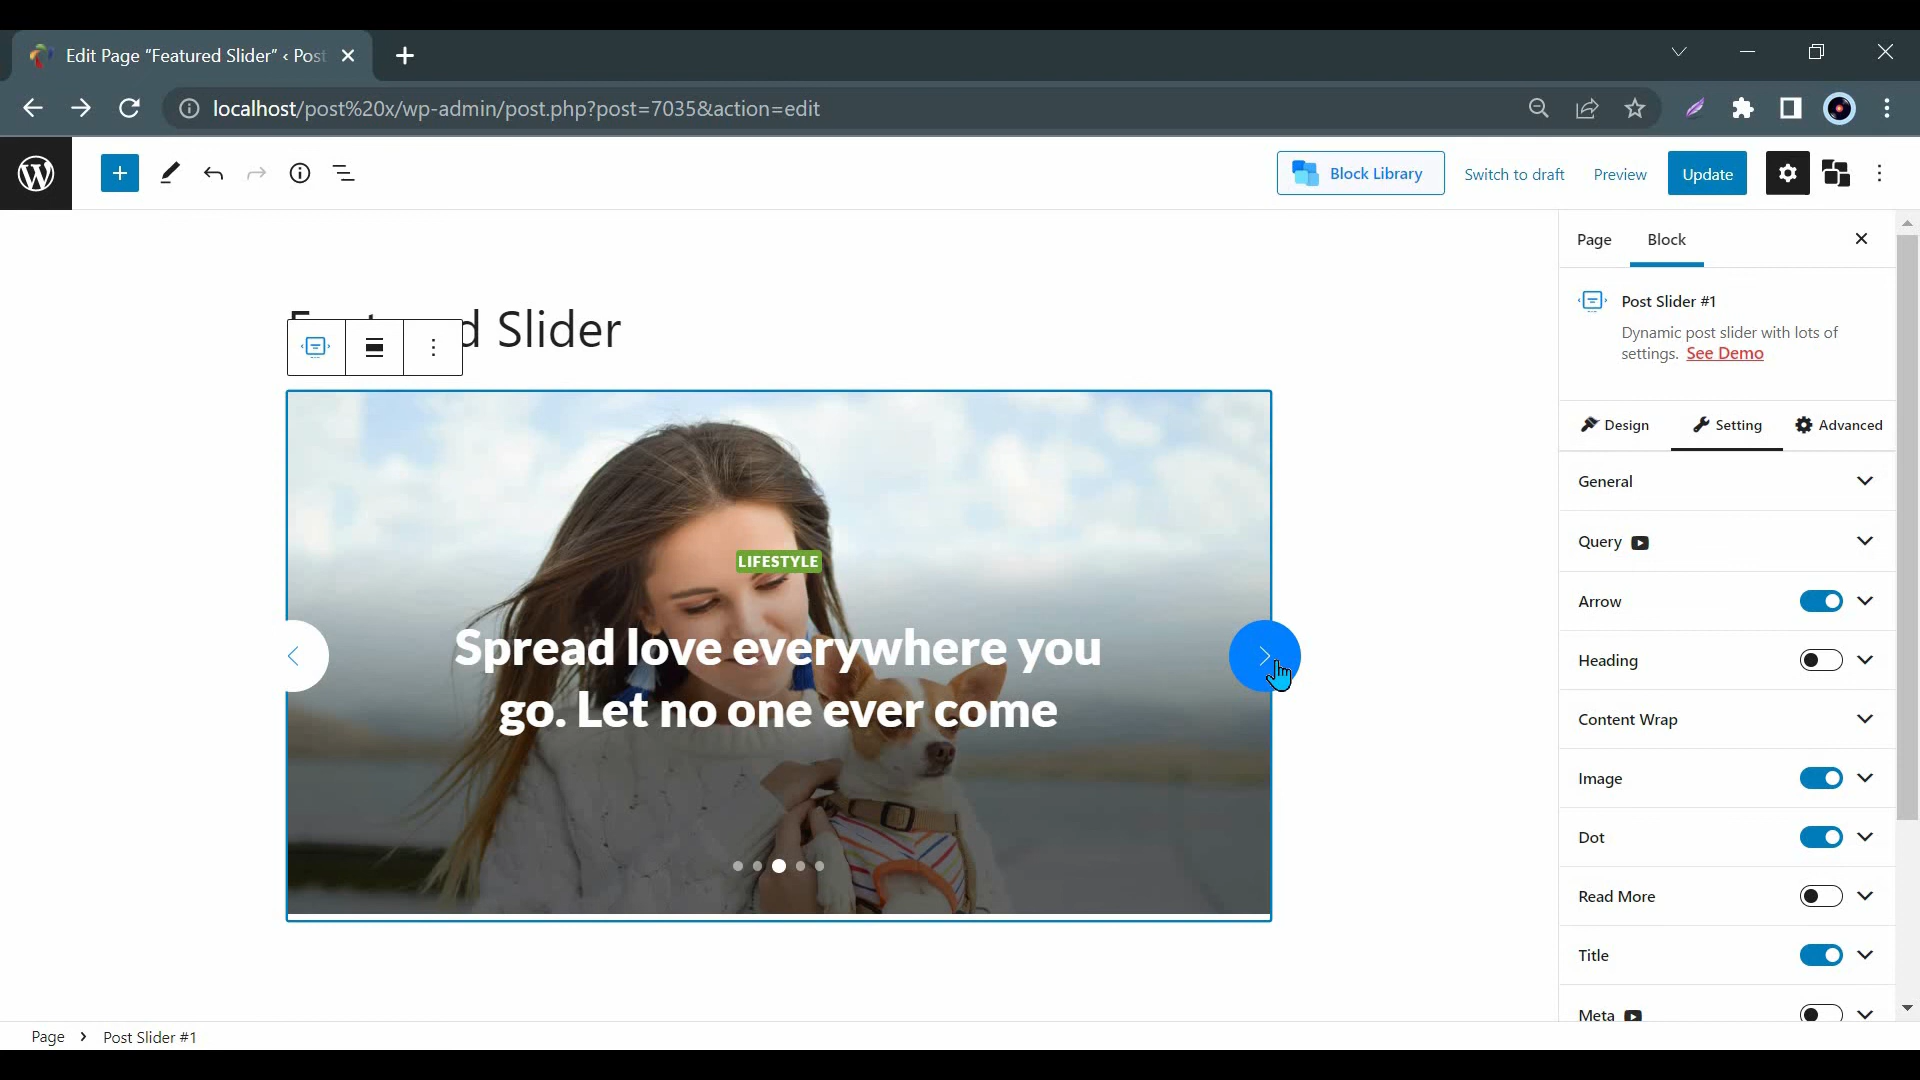 Edit Page "Featured Slider" ‹ Post
localhost/post%20x/wp-admin/post.php?post=7035&action=edit
Block Library
Switch to draft
Preview
Update
Page
Block
Slider
Post Slider #1
Dynamic post slider with lots of
settings. See Demo
Design
Setting
Advanced
LIFESTYLE
Spread love everywhere you
go. Let no one ever come
General
Query
Arrow
Heading
Content Wrap
Image
Dot
Read More
Title
Meta
Page › Post Slider #1